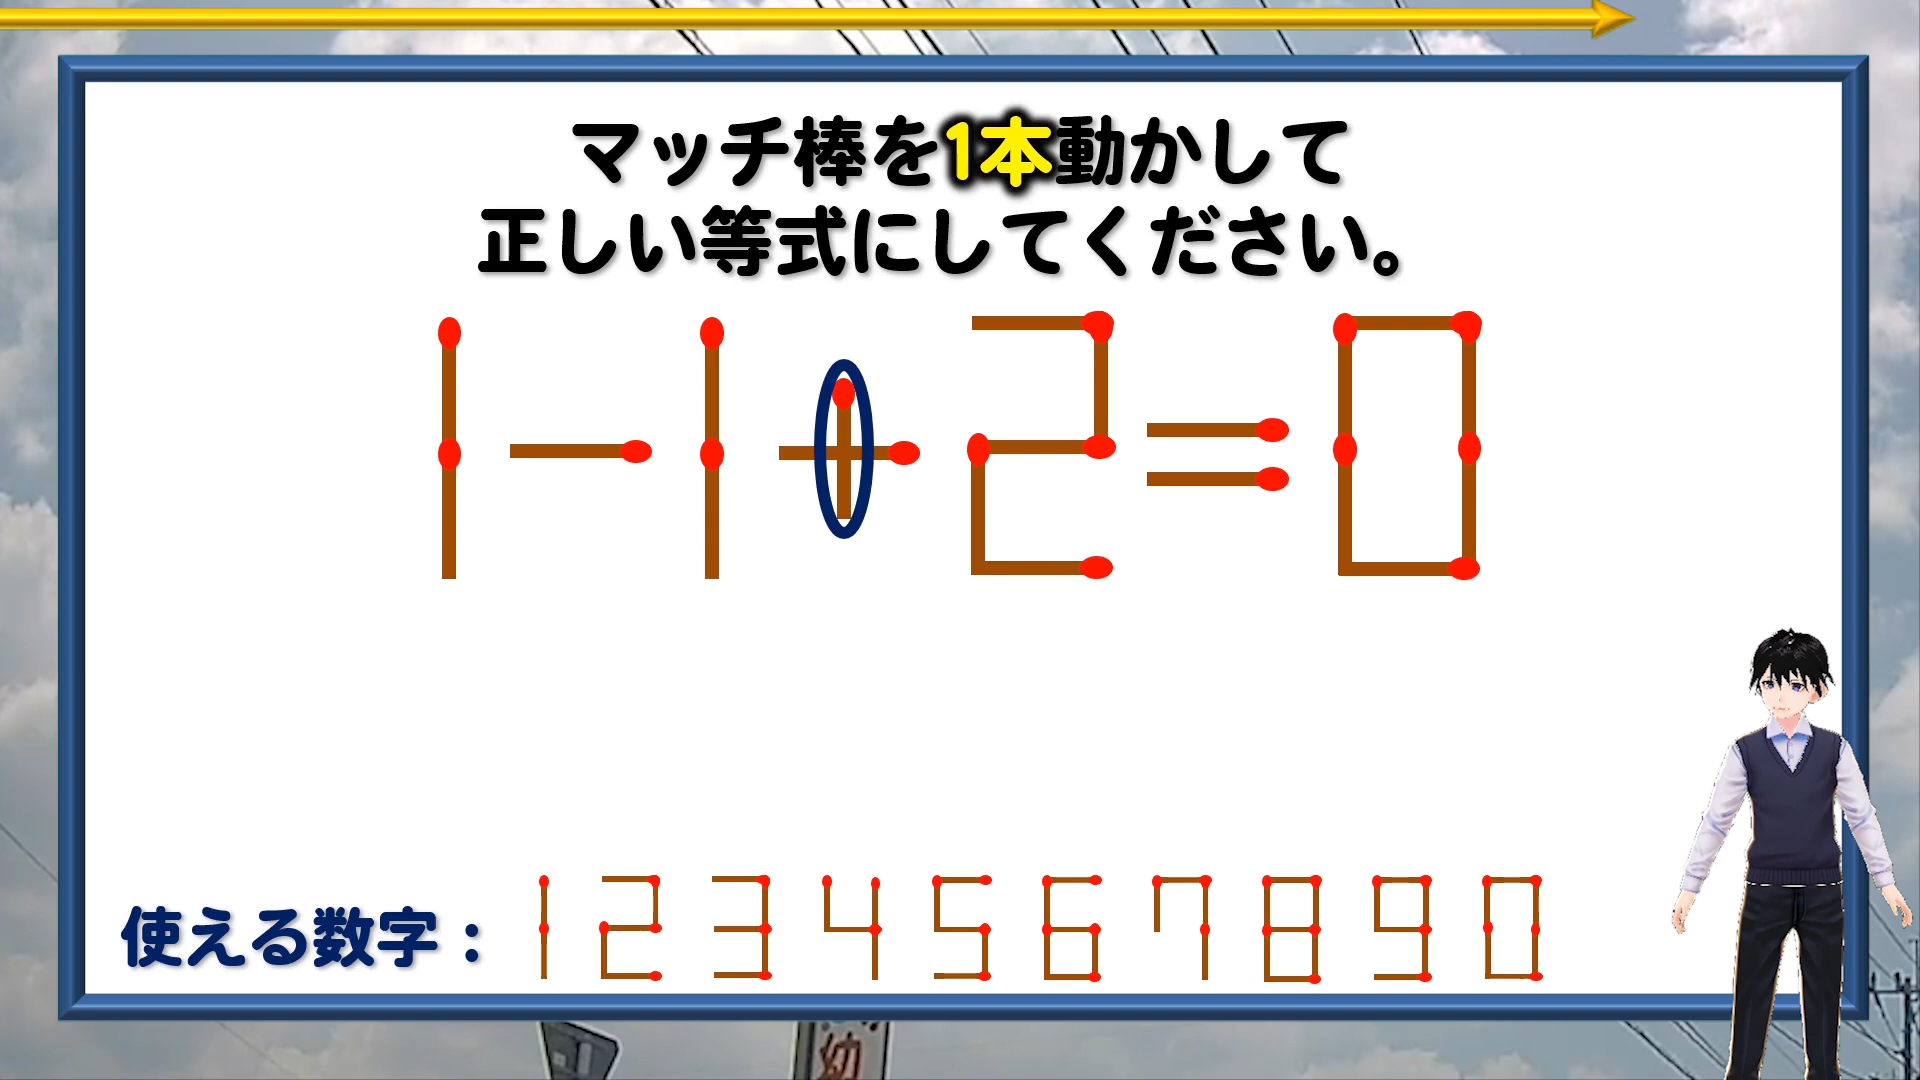 マッチ棒を1本動かして
正しい等式にしてください。
1-1+2=0
使える数字：1234567890
幼